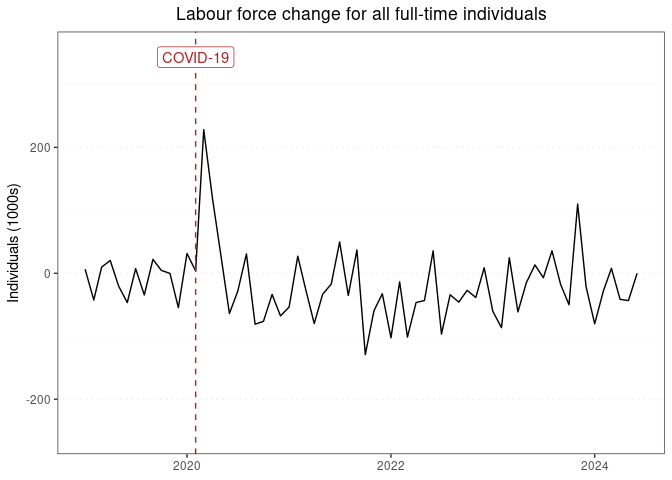 Labour force change for all full-time individuals
COVID-19
Individuals (1000s)
200
0
-200
2020
2022
2024